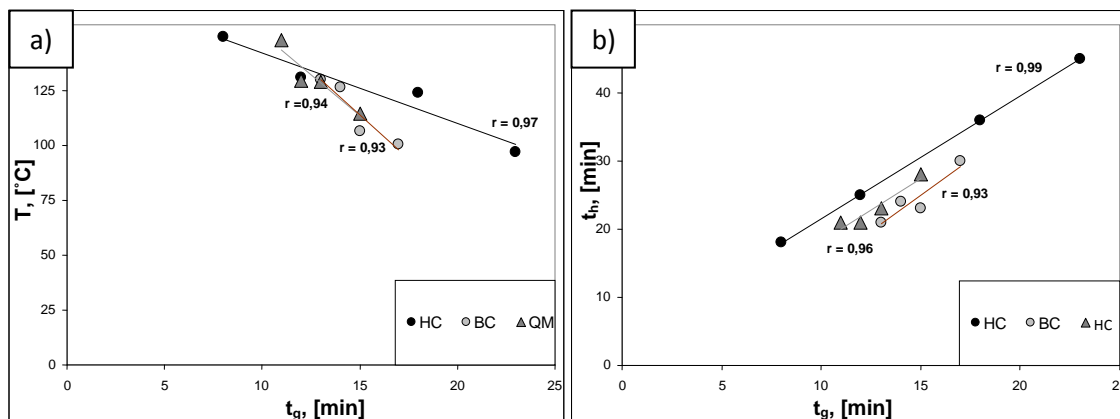 a)
T, [˚C]
125
100
75
50
25
0
r =0,94
r = 0,97
r = 0,93
HC BC QM
0 5 10 15 20 25
tg, [min]
b)
th, [min]
40
30
20
10
0
r = 0,99
r = 0,93
r = 0,96
HC BC HC
0 5 10 15 20 25
tg, [min]